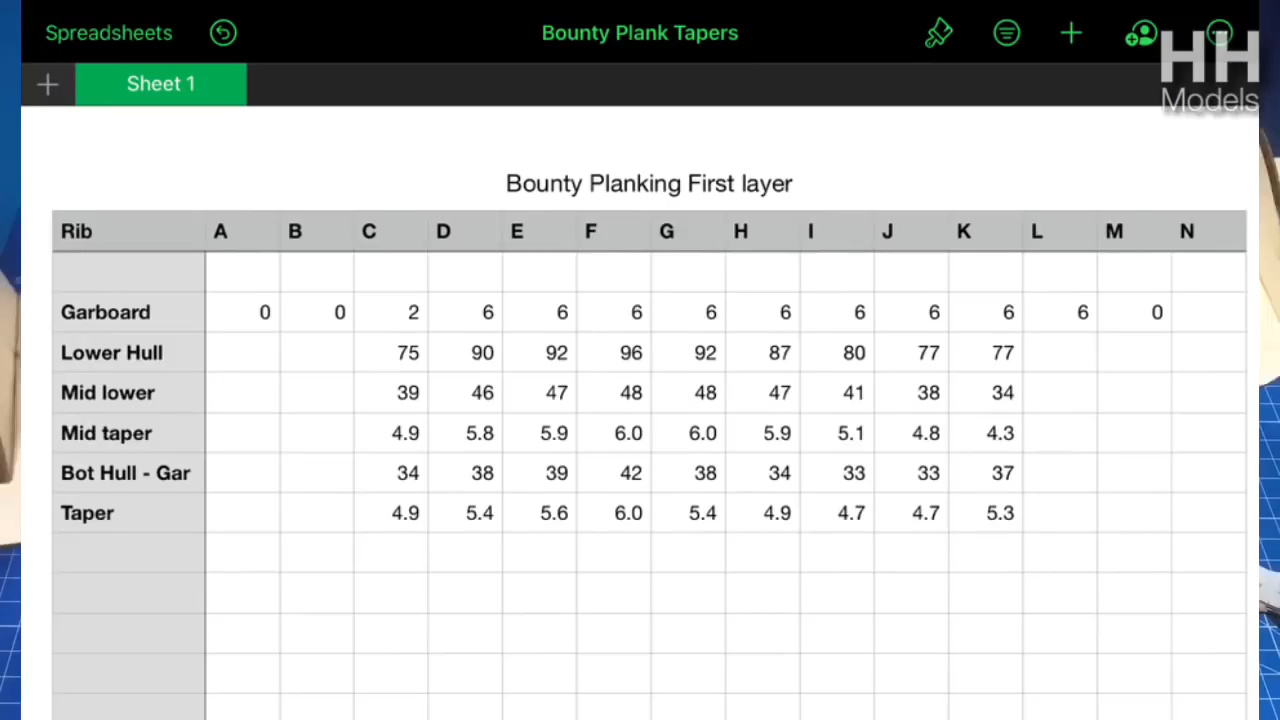 Spreadsheets
Bounty Plank Tapers
HH
Models
Sheet 1
Bounty Planking First layer
Rib A B C D E F G H I J K L M N
Garboard 0 0 2 6 6 6 6 6 6 6 6 6 0
Lower Hull 75 90 92 96 92 87 80 77 77
Mid lower 39 46 47 48 48 47 41 38 34
Mid taper 4.9 5.8 5.9 6.0 6.0 5.9 5.1 4.8 4.3
Bot Hull - Gar 34 38 39 42 38 34 33 33 37
Taper 4.9 5.4 5.6 6.0 5.4 4.9 4.7 4.7 5.3